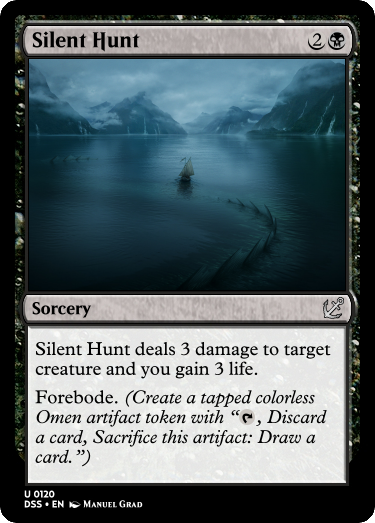 Silent Hunt 2
Sorcery
Silent Hunt deals 3 damage to target
creature and you gain 3 life.
Forebode. (Create a tapped colorless
Omen artifact token with “, Discard
a card, Sacrifice this artifact: Draw a
card.”)
U 0120
DSS • EN Manuel Grad